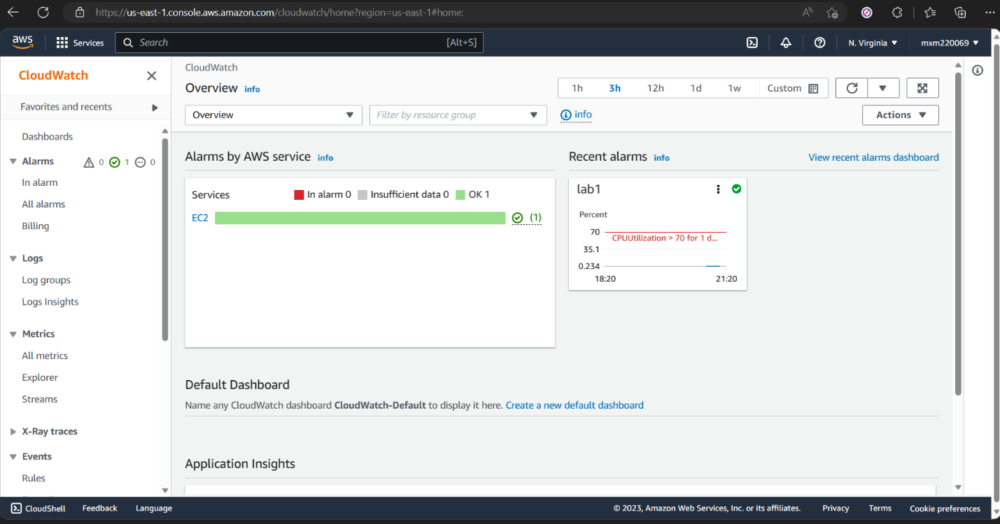 https://us-east-1.console.aws.amazon.com/cloudwatch/home?region=us-east-1#home:
aws Services Search [Alt+S] N. Virginia mxm220069
CloudWatch
Favorites and recents
Dashboards
Alarms 0 1 0
In alarm
All alarms
Billing
Logs
Log groups
Logs Insights
Metrics
All metrics
Explorer
Streams
X-Ray traces
Events
Rules
CloudWatch
Overview info
1h 3h 12h 1d 1w Custom
Overview Filter by resource group info Actions
Alarms by AWS service info
Services In alarm 0 Insufficient data 0 OK 1
EC2 (1)
Recent alarms info View recent alarms dashboard
lab1
Percent
70
CPUUtilization > 70 for 1 d...
35.1
0.234
18:20 21:20
Default Dashboard
Name any CloudWatch dashboard CloudWatch-Default to display it here. Create a new default dashboard
Application Insights
CloudShell Feedback Language © 2023, Amazon Web Services, Inc. or its affiliates. Privacy Terms Cookie preferences